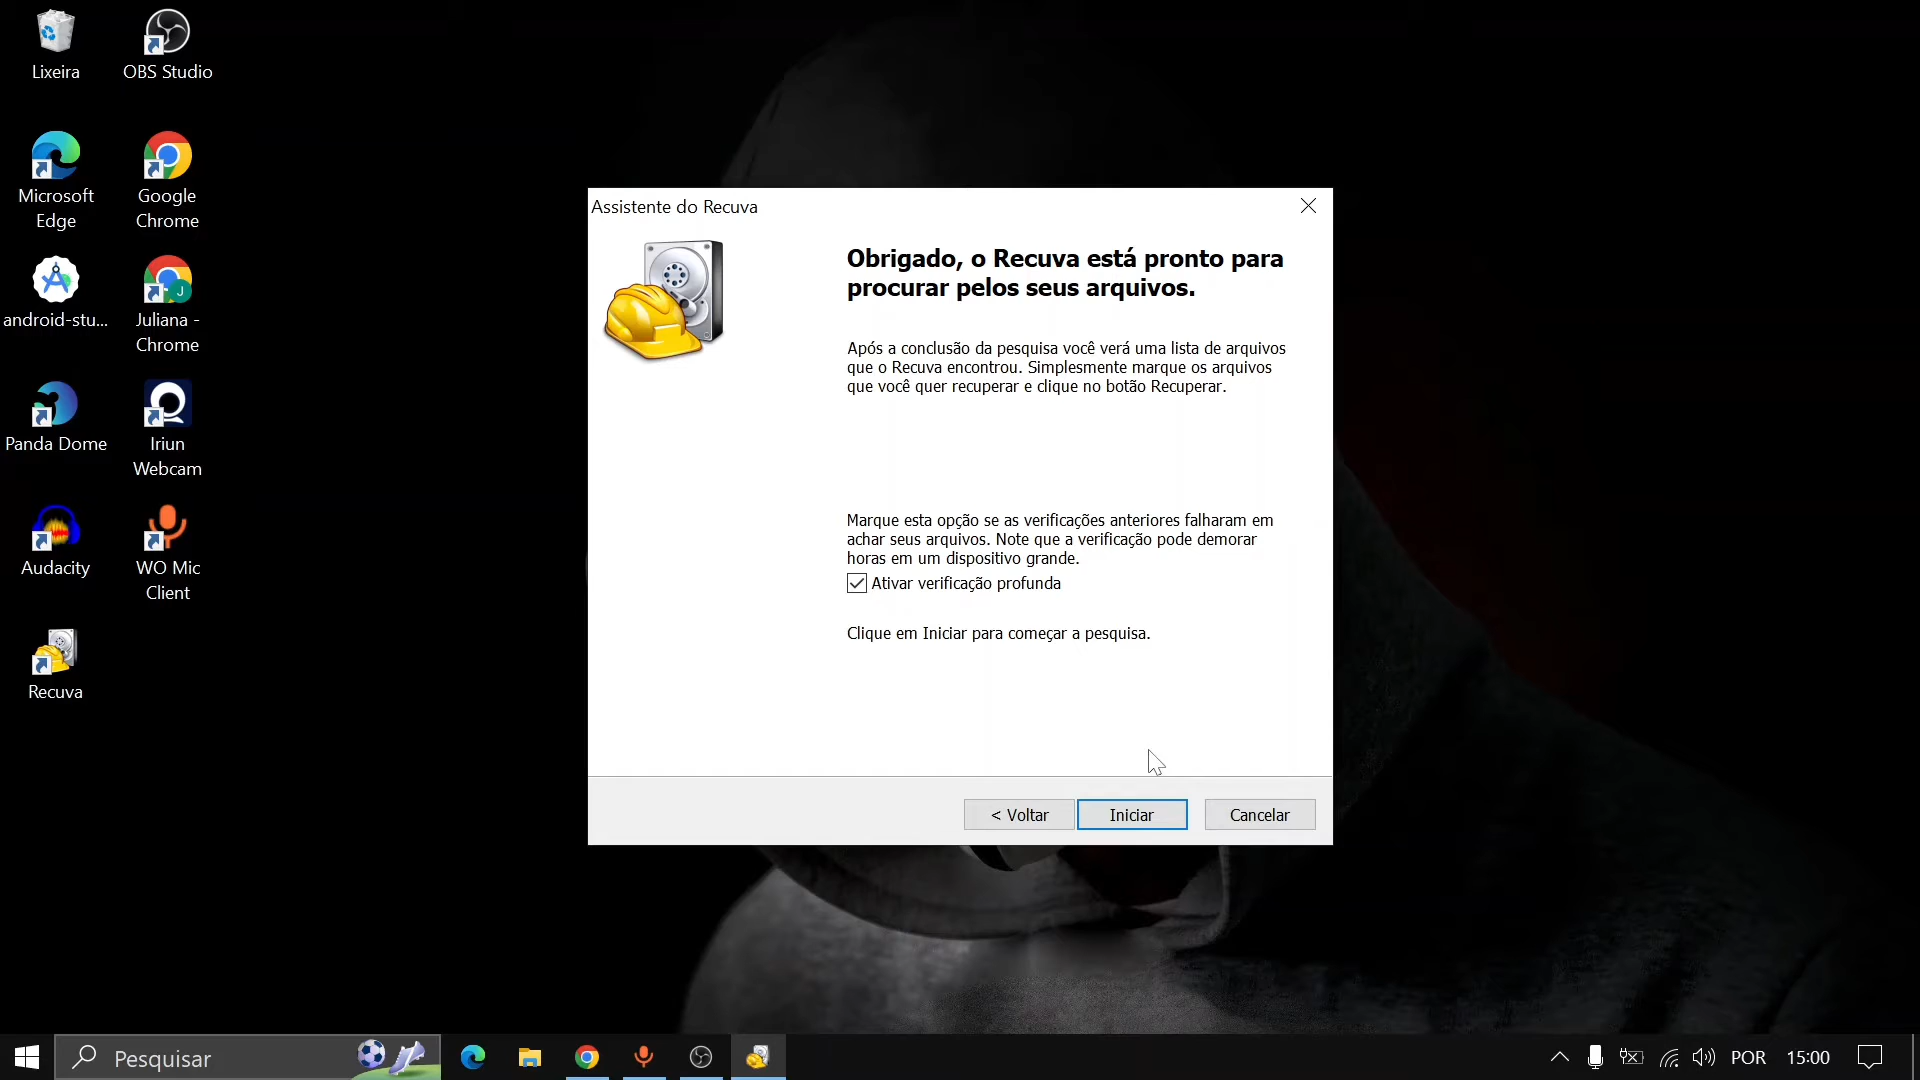 Lixeira
OBS Studio
Microsoft
Edge
Google
Chrome
android-stu...
Juliana -
Chrome
J
Panda Dome
Iriun
Webcam
Audacity
WO Mic
Client
Recuva
Assistente do Recuva
Obrigado, o Recuva está pronto para
procurar pelos seus arquivos.
Após a conclusão da pesquisa você verá uma lista de arquivos
que o Recuva encontrou. Simplesmente marque os arquivos
que você quer recuperar e clique no botão Recuperar.
Marque esta opção se as verificações anteriores falharam em
achar seus arquivos. Note que a verificação pode demorar
horas em um dispositivo grande.
Ativar verificação profunda
Clique em Iniciar para começar a pesquisa.
< Voltar
Iniciar
Cancelar
Pesquisar
POR
15:00